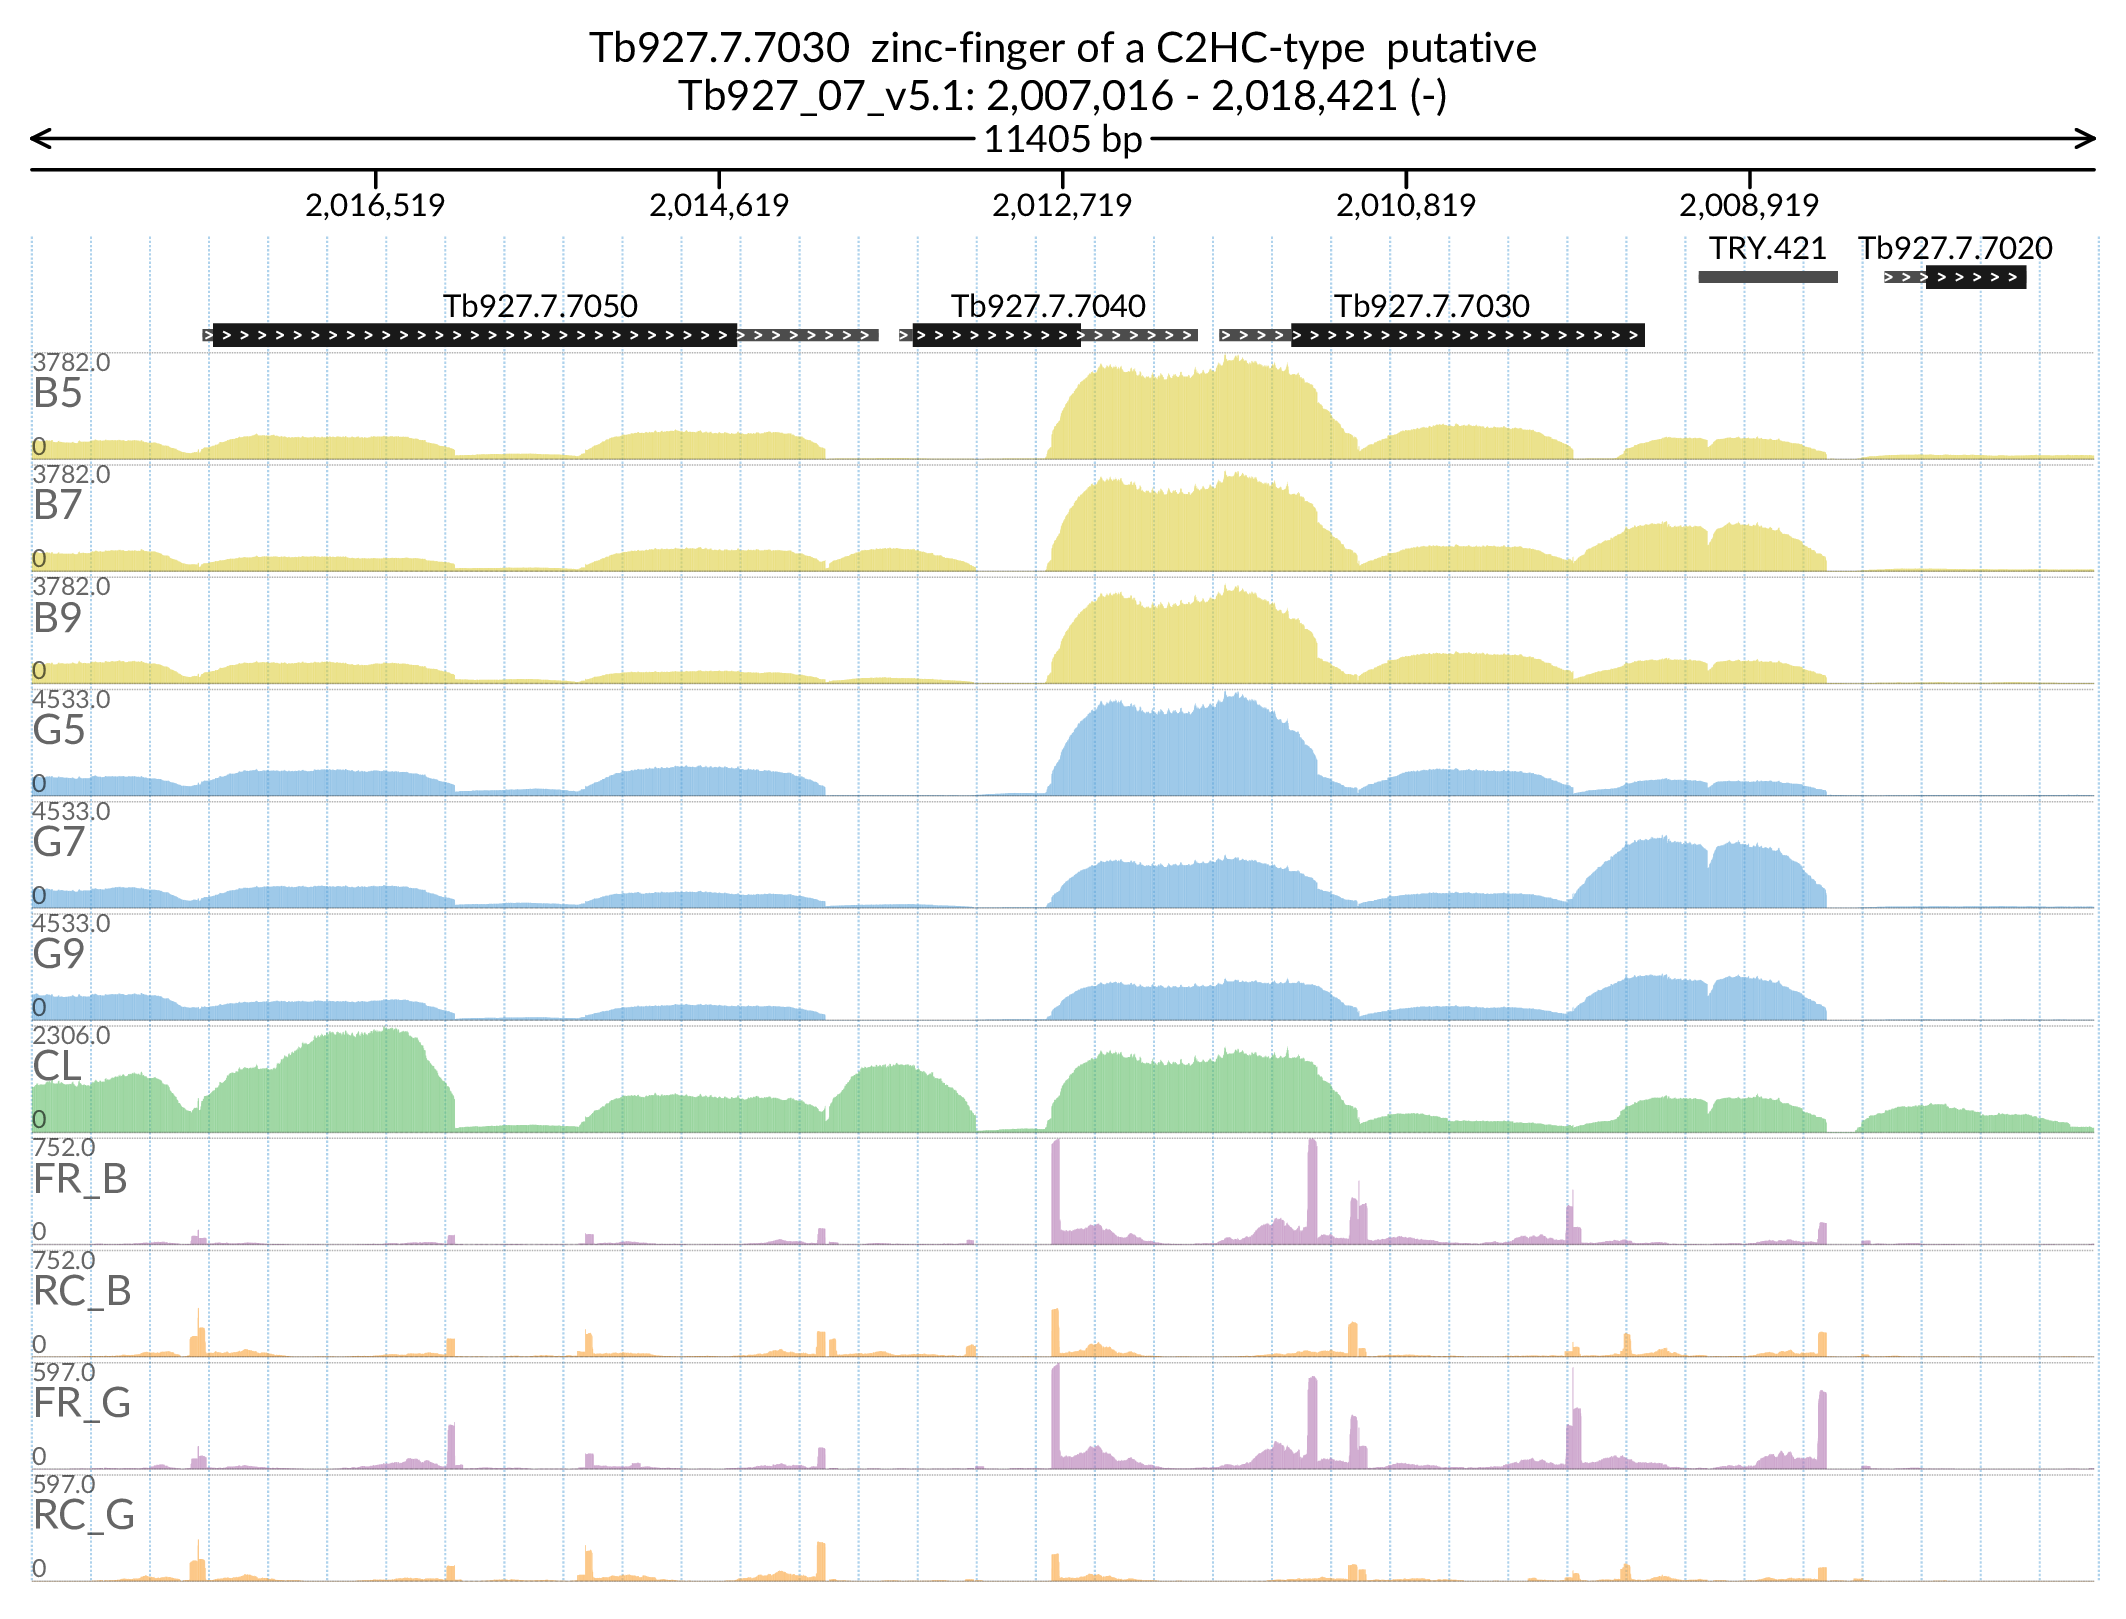 Tb927.7.7030  zinc-finger of a C2HC-type  putative
Tb927_07_v5.1: 2,007,016 - 2,018,421 (-)
11405 bp
2,016,519 2,014,619 2,012,719 2,010,819 2,008,919
TRY.421 Tb927.7.7020
Tb927.7.7050 Tb927.7.7040 Tb927.7.7030
3782.0
B5
0
3782.0
B7
0
3782.0
B9
0
4533.0
G5
0
4533.0
G7
0
4533.0
G9
0
2306.0
CL
0
752.0
FR_B
0
752.0
RC_B
0
597.0
FR_G
0
597.0
RC_G
0